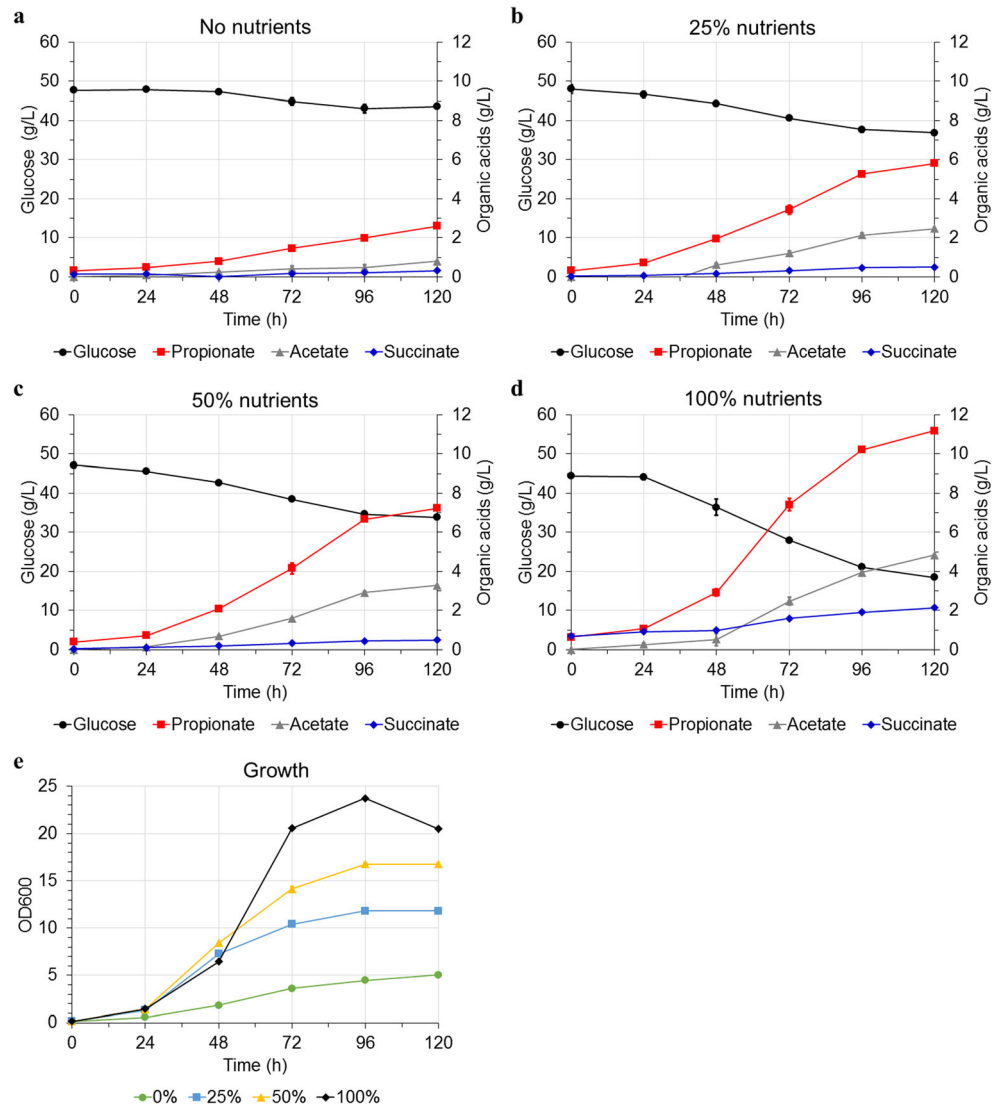 a
No nutrients
60 50 40 30 20 10 0
Glucose (g/L)
12 10 8 6 4 2 0
Organic acids (g/L)
0 24 48 72 96 120
Time (h)
Glucose Propionate Acetate Succinate
b
25% nutrients
60 50 40 30 20 10 0
Glucose (g/L)
12 10 8 6 4 2 0
Organic acids (g/L)
0 24 48 72 96 120
Time (h)
Glucose Propionate Acetate Succinate
c
50% nutrients
60 50 40 30 20 10 0
Glucose (g/L)
12 10 8 6 4 2 0
Organic acids (g/L)
0 24 48 72 96 120
Time (h)
Glucose Propionate Acetate Succinate
d
100% nutrients
60 50 40 30 20 10 0
Glucose (g/L)
12 10 8 6 4 2 0
Organic acids (g/L)
0 24 48 72 96 120
Time (h)
Glucose Propionate Acetate Succinate
e
Growth
25 20 15 10 5 0
OD600
0 24 48 72 96 120
Time (h)
0% 25% 50% 100%